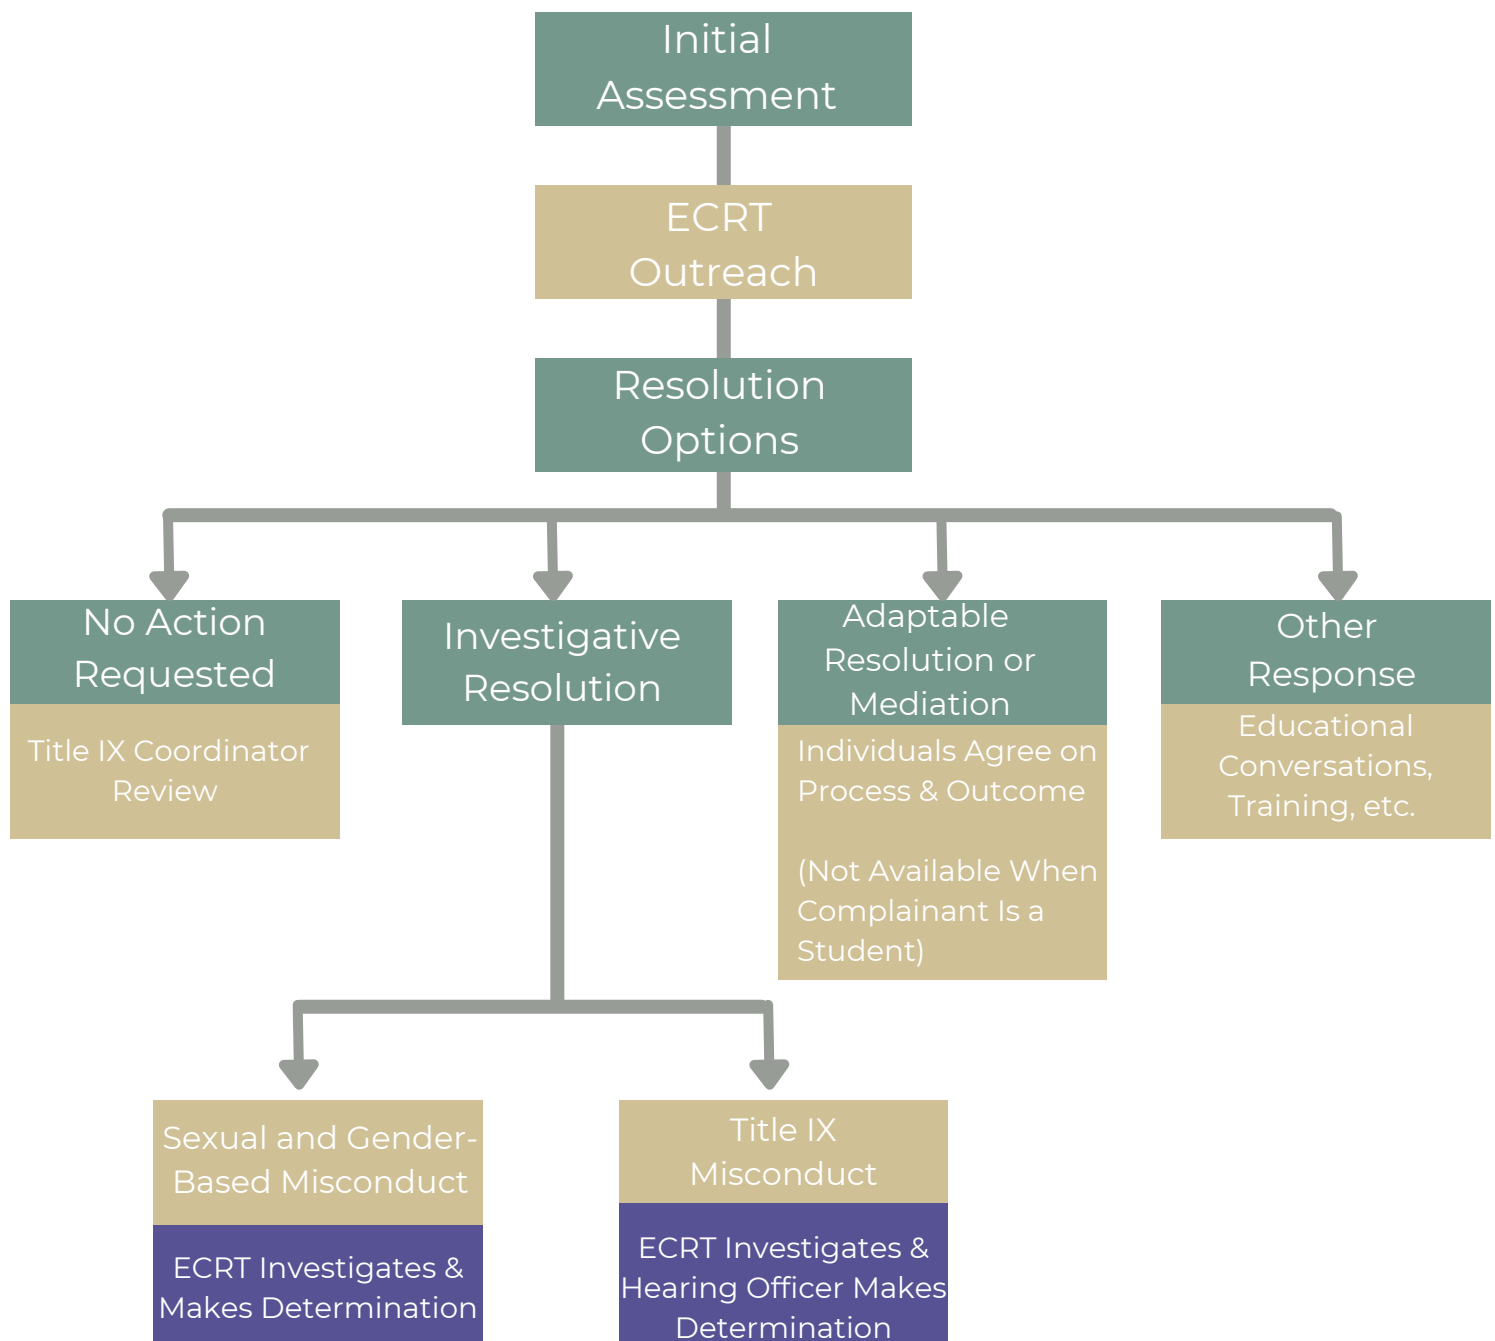 Initial
Assessment
ECRT
Outreach
Resolution
Options
No Action
Requested
Title IX Coordinator
Review
Investigative
Resolution
Adaptable
Resolution or
Mediation
Individuals Agree on
Process & Outcome
(Not Available When
Complainant Is a
Student)
Other
Response
Educational
Conversations,
Training, etc.
Sexual and Gender-
Based Misconduct
ECRT Investigates &
Makes Determination
Title IX
Misconduct
ECRT Investigates &
Hearing Officer Makes
Determination